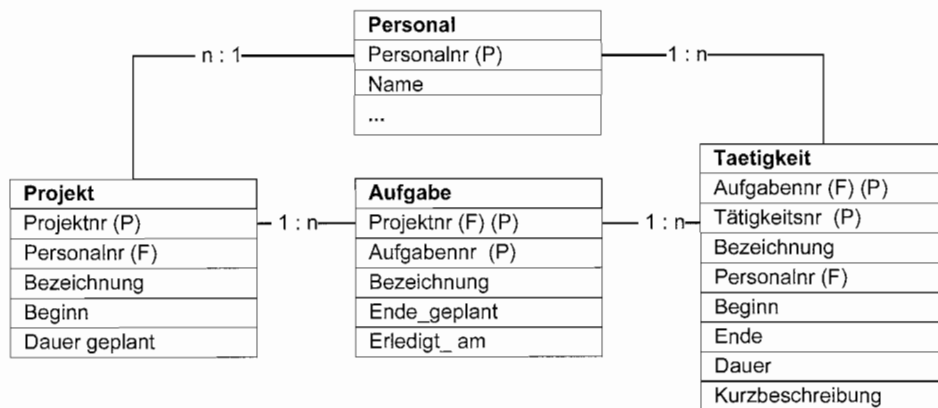 Personal
Personalnr (P)
Name
...
n : 1
1 : n
Projekt
Projektnr (P)
Personalnr (F)
Bezeichnung
Beginn
Dauer geplant
1 : n
Aufgabe
Projektnr (F) (P)
Aufgabennr (P)
Bezeichnung
Ende_geplant
Erledigt_ am
1 : n
Taetigkeit
Aufgabennr (F) (P)
Tätigkeitsnr (P)
Bezeichnung
Personalnr (F)
Beginn
Ende
Dauer
Kurzbeschreibung